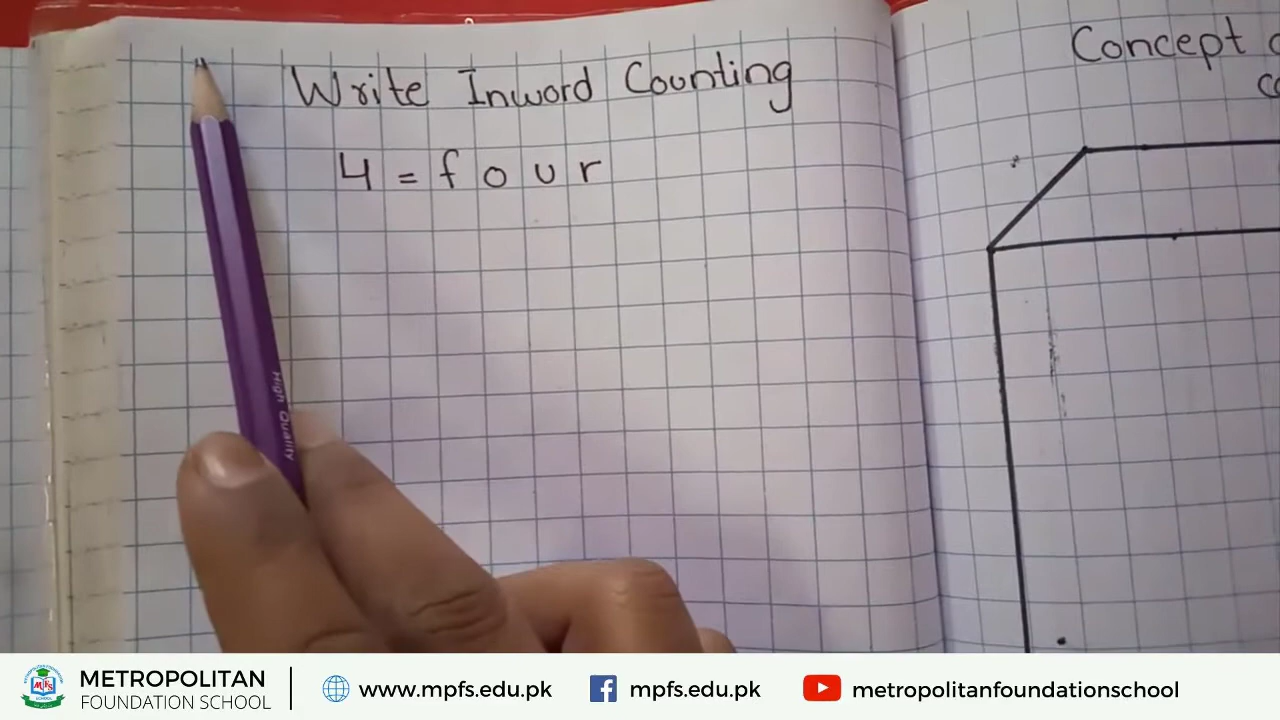 Write Inword Counting
4 = four
Concept
High Quality
METROPOLITAN
FOUNDATION SCHOOL
www.mpfs.edu.pk
mpfs.edu.pk
metropolitanfoundationschool